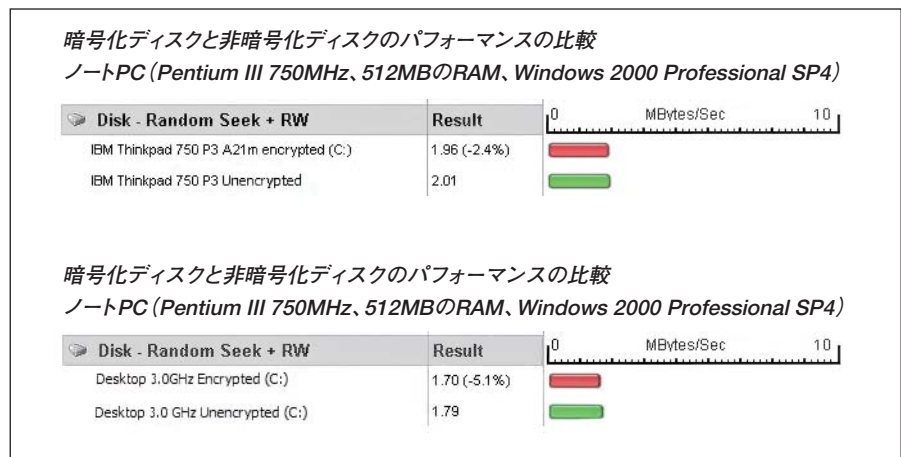 暗号化ディスクと非暗号化ディスクのパフォーマンスの比較
ノートPC（Pentium III 750MHz、512MBのRAM、Windows 2000 Professional SP4）
Disk - Random Seek + RW Result 0 MBytes/Sec 10
IBM Thinkpad 750 P3 A21m encrypted (C:) 1.96 (-2.4%)
IBM Thinkpad 750 P3 Unencrypted 2.01
暗号化ディスクと非暗号化ディスクのパフォーマンスの比較
ノートPC（Pentium III 750MHz、512MBのRAM、Windows 2000 Professional SP4）
Disk - Random Seek + RW Result 0 MBytes/Sec 10
Desktop 3.0GHz Encrypted (C:) 1.70 (-5.1%)
Desktop 3.0 GHz Unencrypted (C:) 1.79